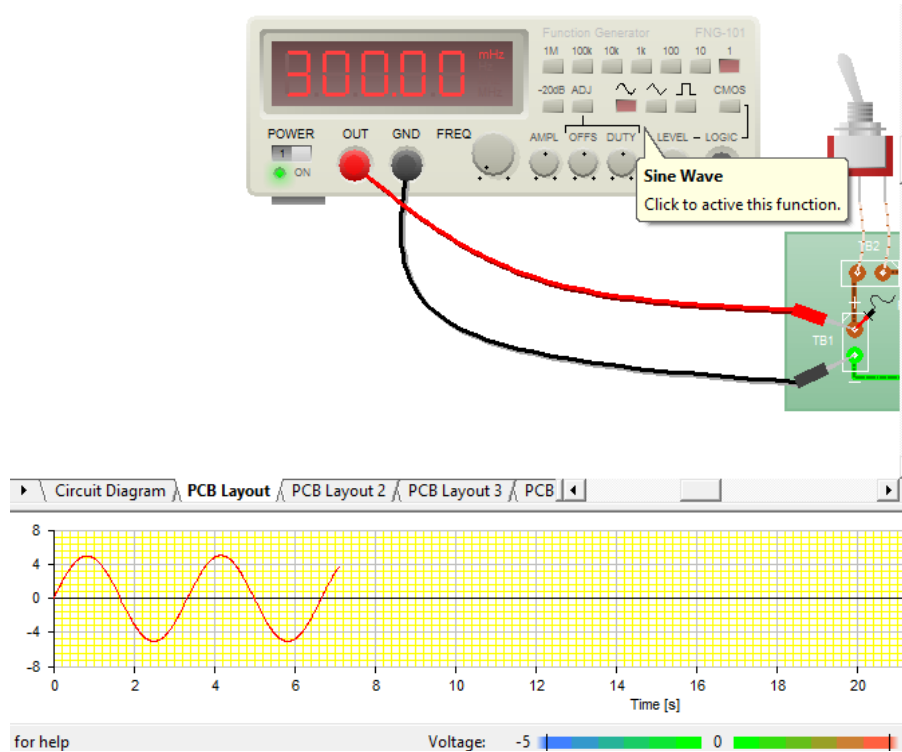 Function Generator FNG-101
30000 mHz
1M 100k 10k 1k 100 10 1
-20dB ADJ CMOS
POWER OUT GND FREQ
AMPL OFFS DUTY LEVEL LOGIC
1
ON
Sine Wave
Click to active this function.
TB2
+
TB1
Circuit Diagram PCB Layout PCB Layout 2 PCB Layout 3 PCB
8
4
0
-4
-8
0 2 4 6 8 10 12 14 16 18 20
Time [s]
for help Voltage: -5 0